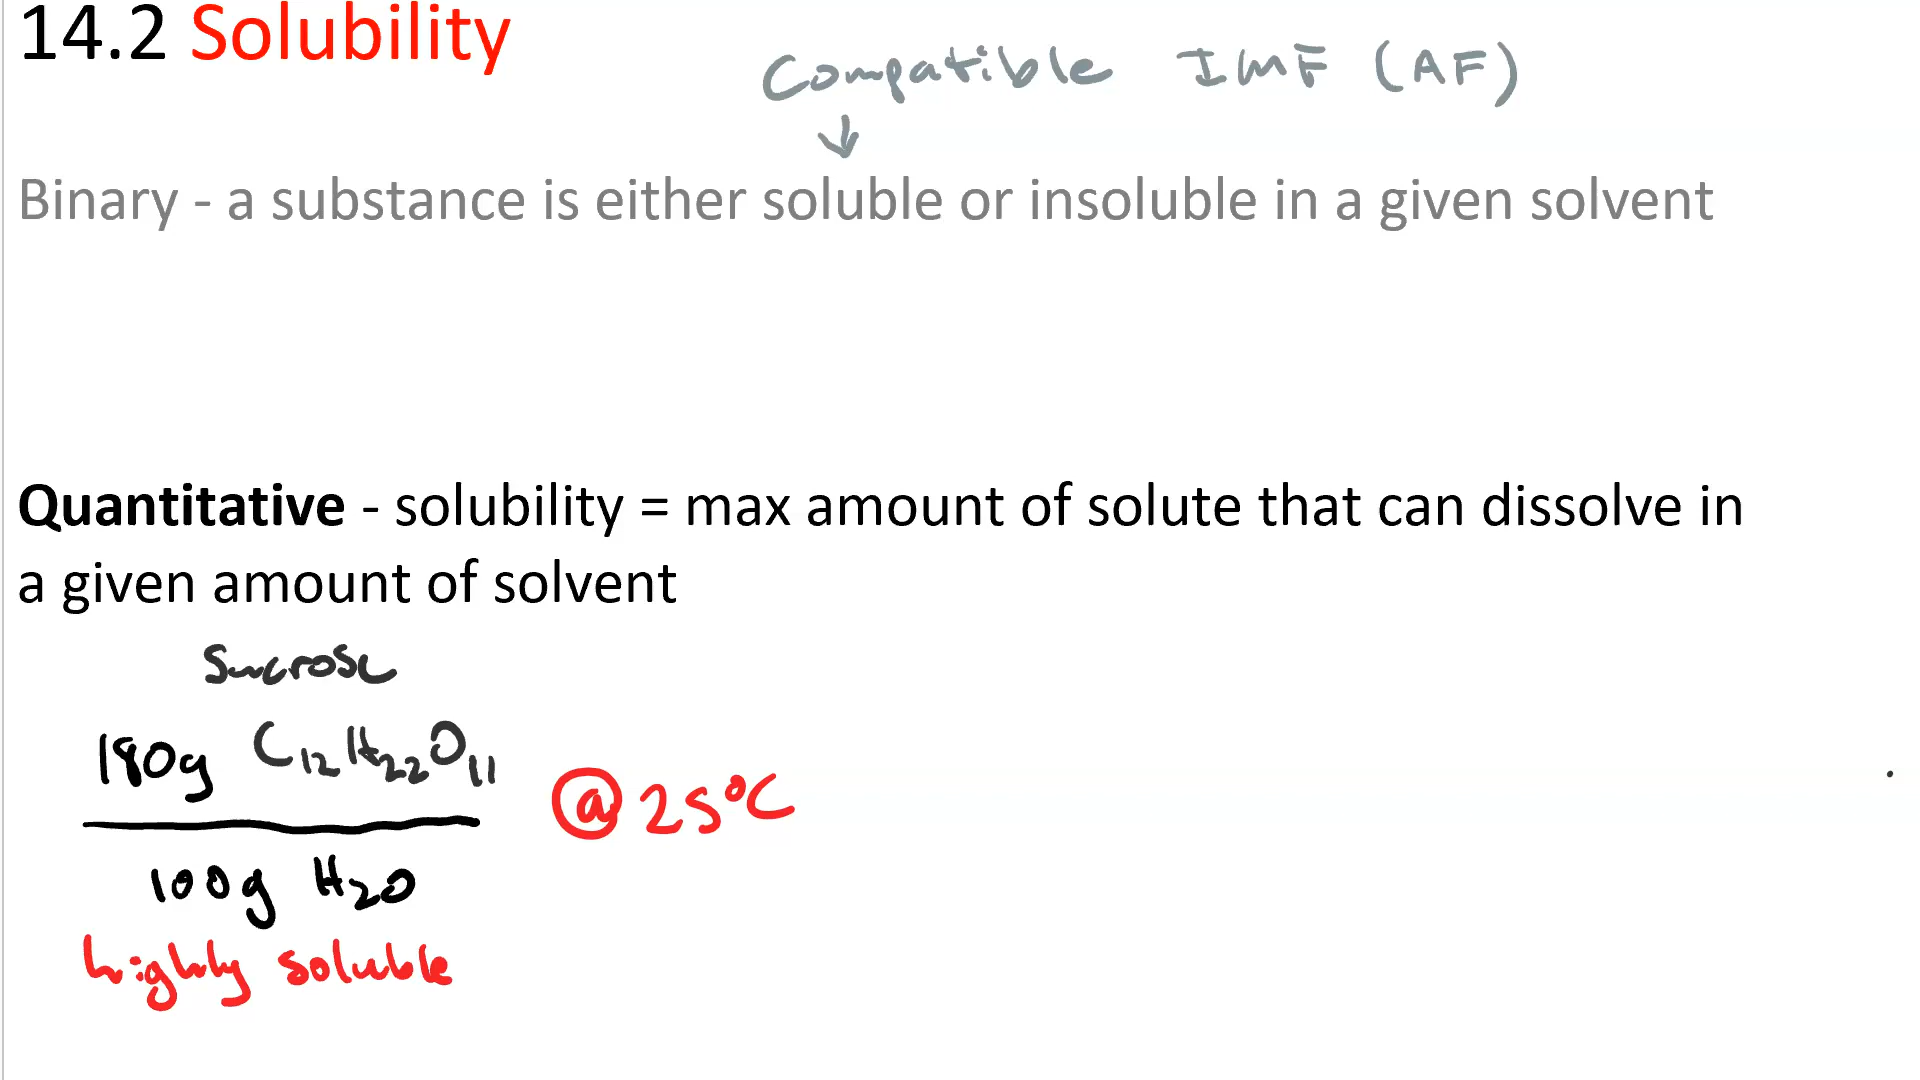 14.2 Solubility
Compatible IMF (AF)
↓
Binary - a substance is either soluble or insoluble in a given solvent
Quantitative - solubility = max amount of solute that can dissolve in
a given amount of solvent
Sucrose
180g C₁₂H₂₂O₁₁
@ 25°C
100g H₂O
highly soluble